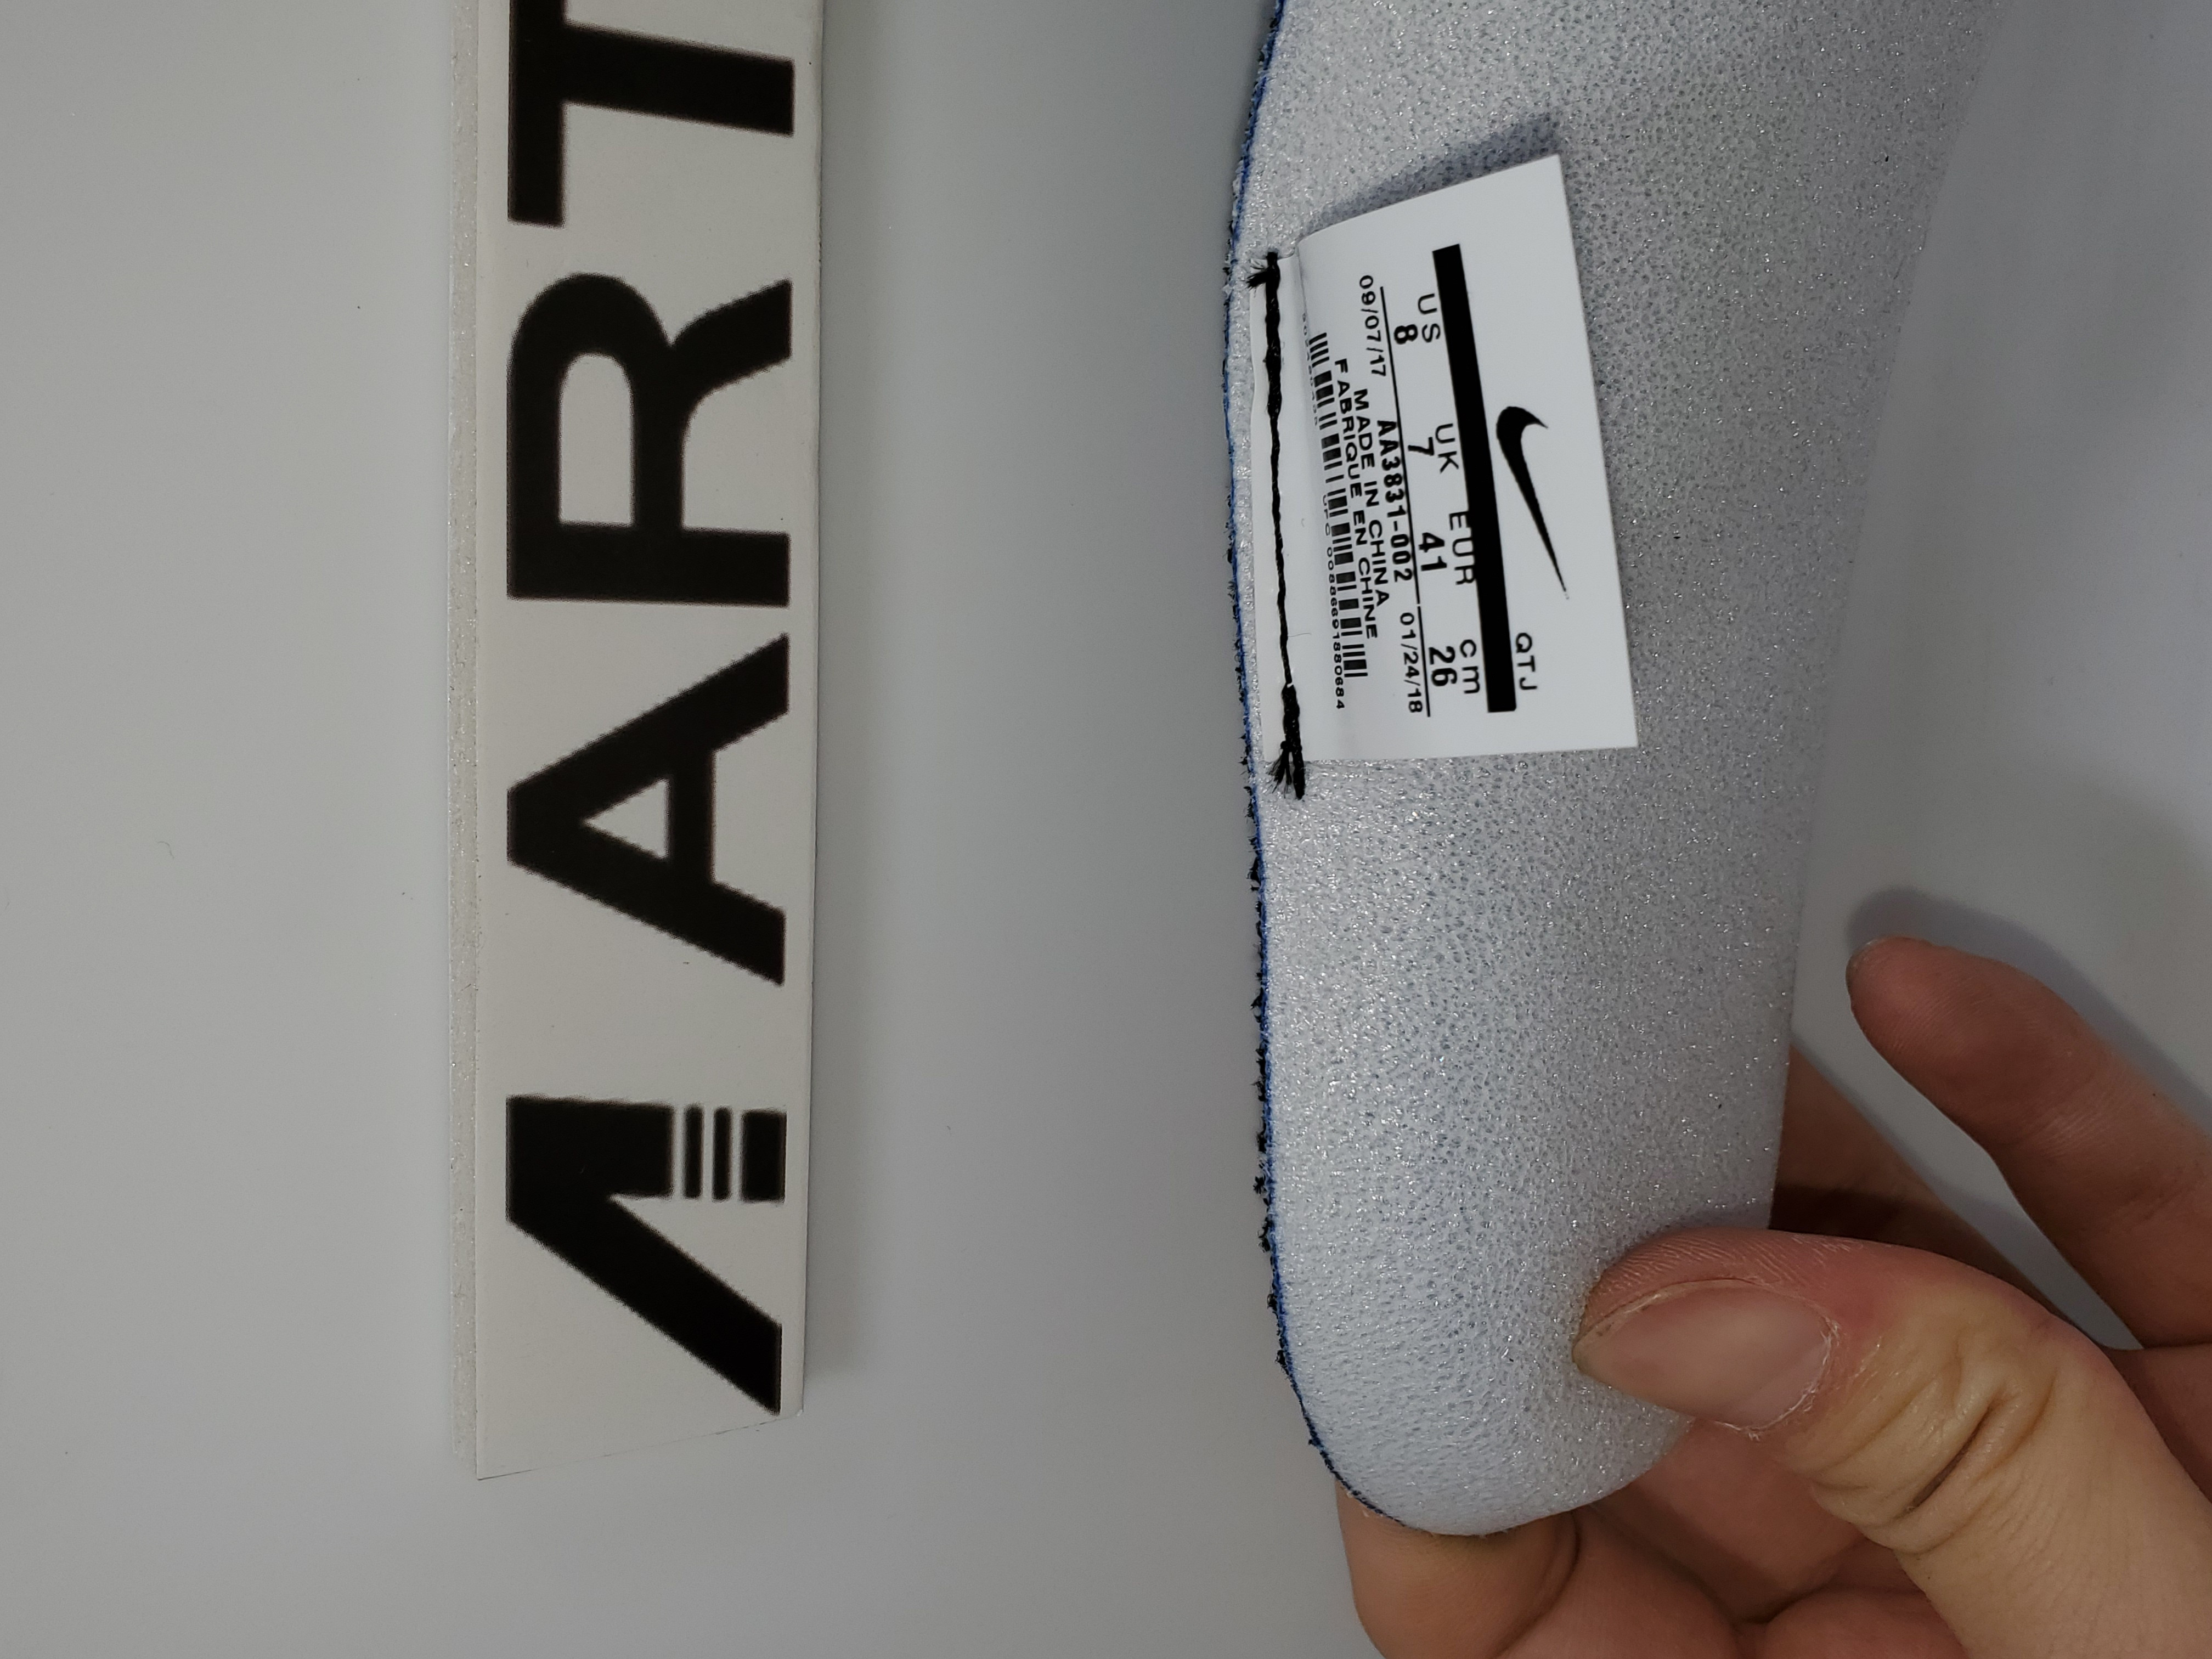 ART
QTJ
US UK EUR cm
8 7 41 26
09/07/17 AA3831-002 01/24/18
MADE IN CHINA
FABRIQUE EN CHINE